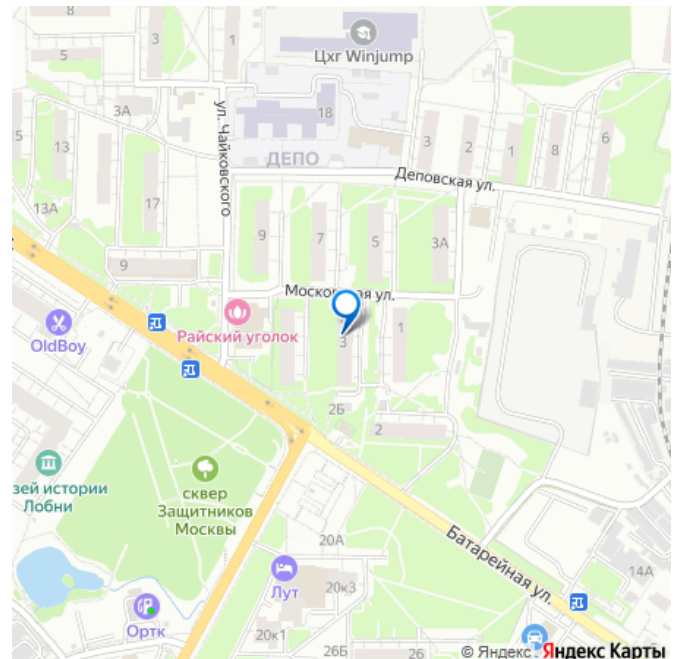 8
3
1
Цхг Winjump
3А
ул. Чайковского
18
5
13
ДЕПО
3
2
1
8
6
Деповская ул.
13А
17
9
7
5
3А
9
Московская ул.
OldBoy
Райский уголок
3
1
2Б
2
зей истории
Лобни
сквер
Защитников
Москвы
Батарейная ул.
20А
14А
Лут
20к3
Ортк
20к1
26Б
© Яндекс
Яндекс Карты